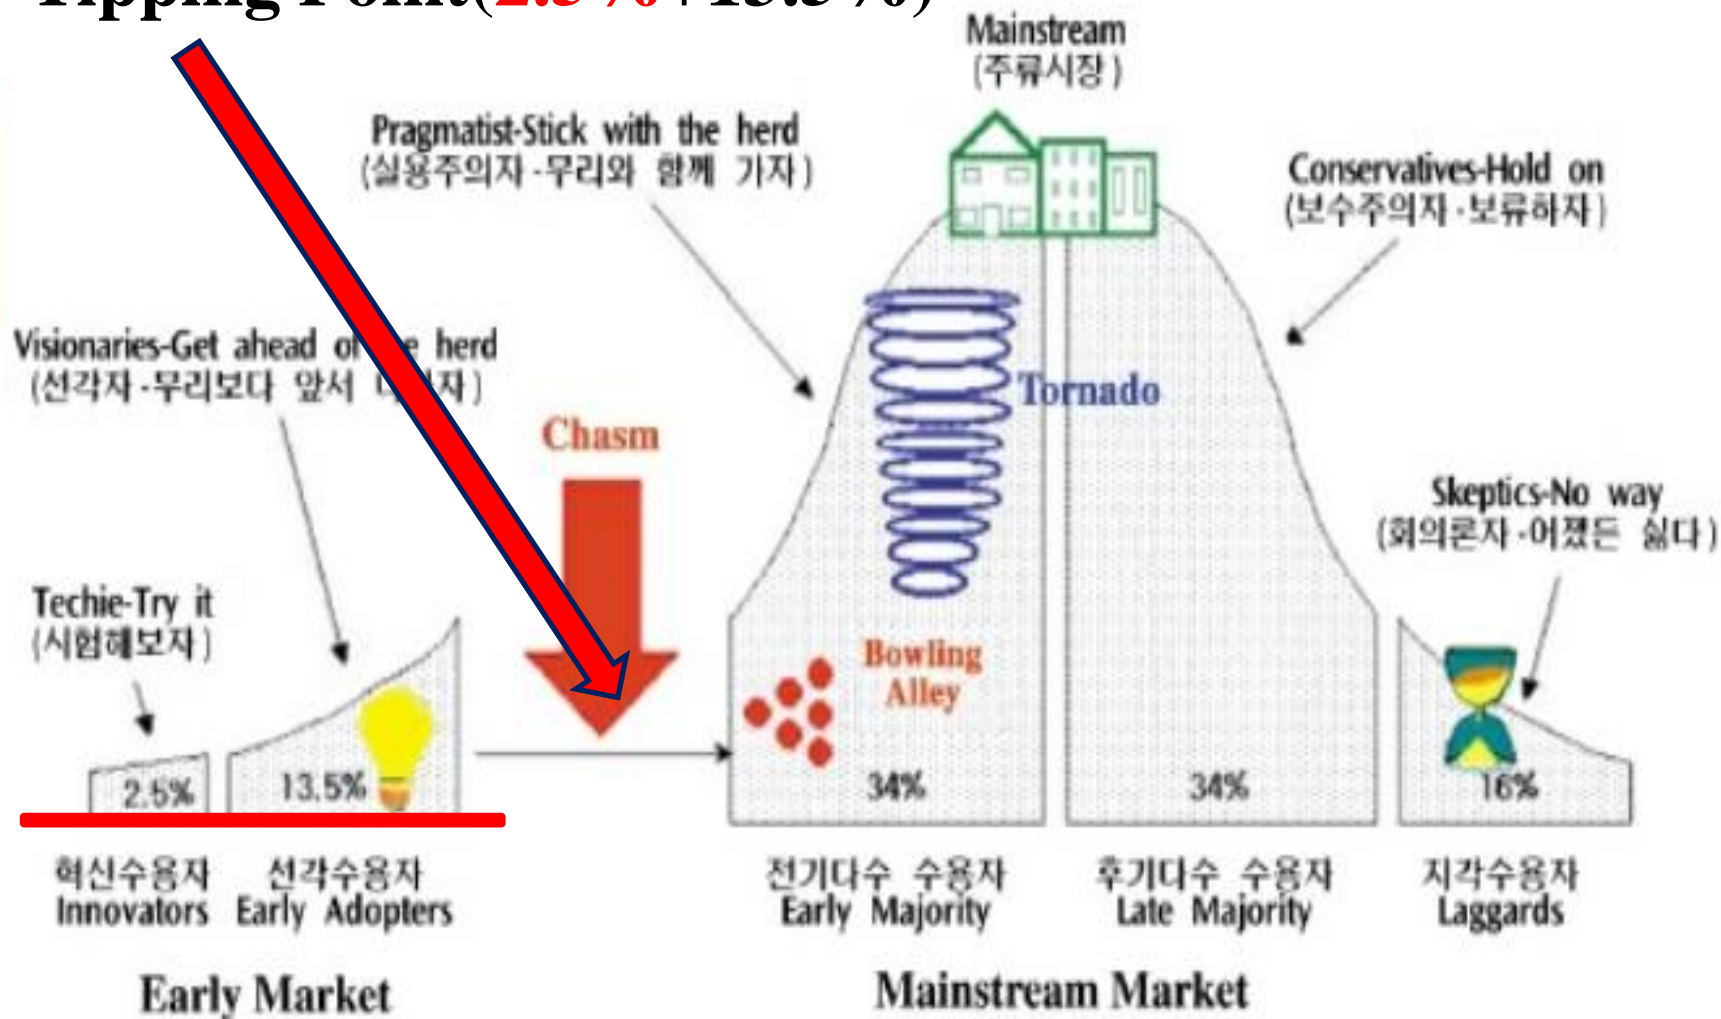 Tipping Point(2.5%+13.5%)
Mainstream
(주류시장)
Pragmatist-Stick with the herd
(실용주의자-무리와 함께 가자)
Conservatives-Hold on
(보수주의자-보류하자)
Visionaries-Get ahead of herd
(선각자-무리보다 앞서
Tornado
Chasm
Skeptics-No way
(회의론자-어쨌든 싫다)
Techie-Try it
(시험해보자)
Bowling
Alley
2.5%
13.5%
34%
34%
16%
혁신수용자
Innovators
선각수용자
Early Adopters
전기다수 수용자
Early Majority
후기다수 수용자
Late Majority
지각수용자
Laggards
Early Market
Mainstream Market